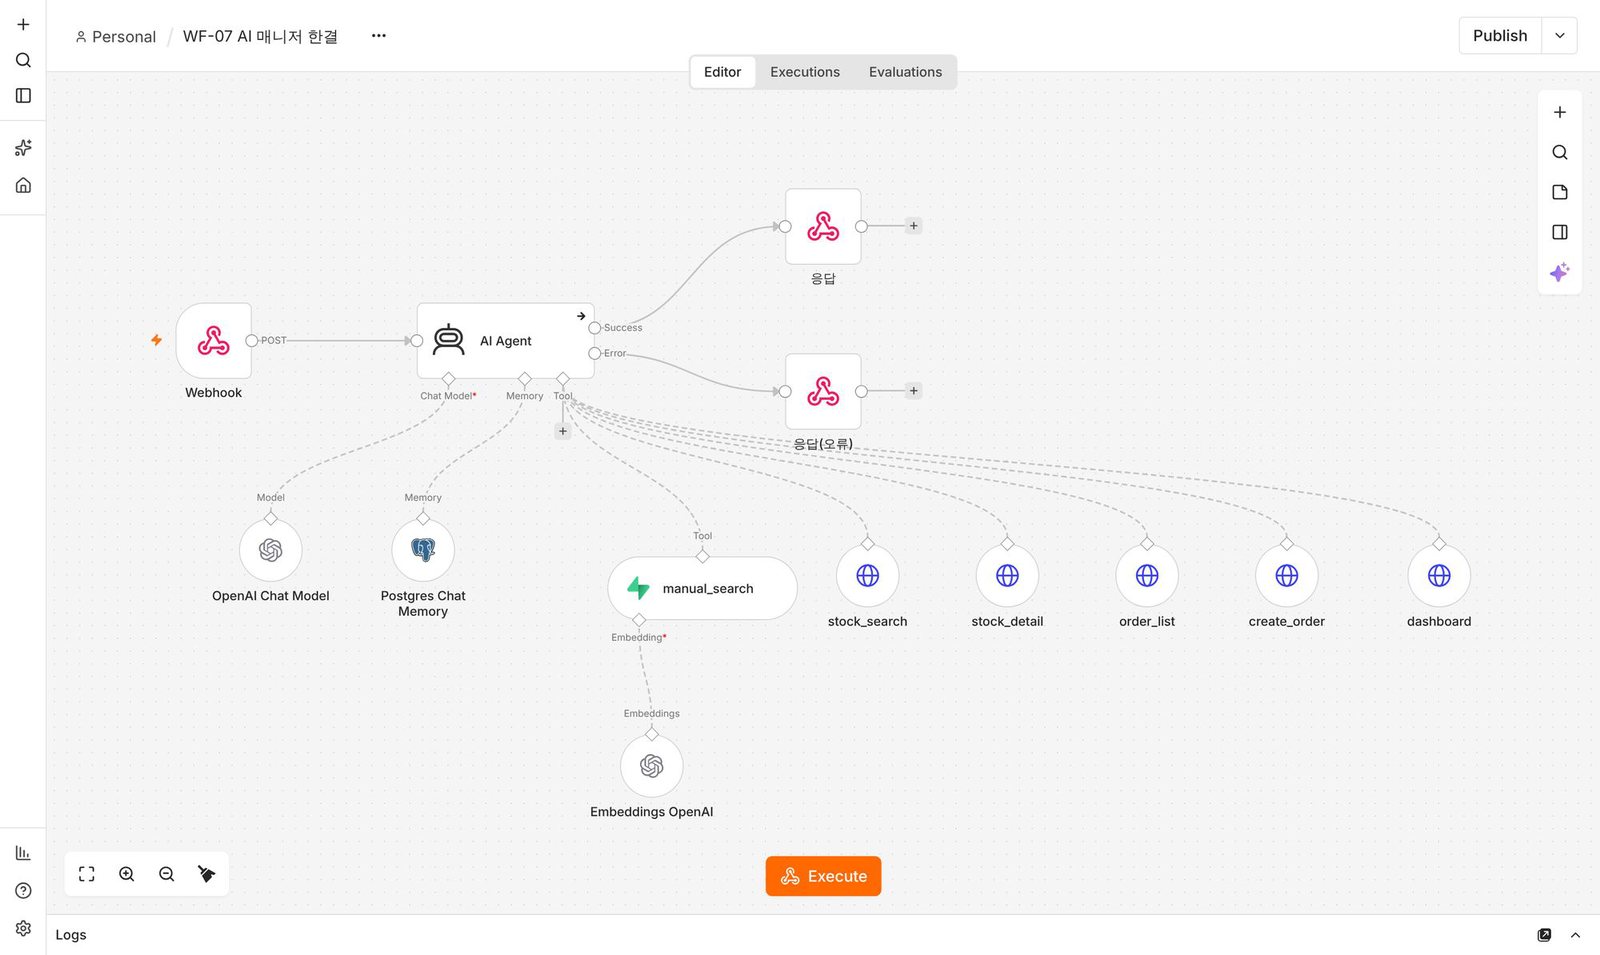 Personal / WF-07 AI 매니저 한결 ...
Publish
Editor Executions Evaluations
응답
POST
AI Agent
Success
Error
Webhook
Chat Model* Memory Tool
응답(오류)
Model
Memory
Tool
OpenAI Chat Model
Postgres Chat
Memory
manual_search
stock_search
stock_detail
order_list
create_order
dashboard
Embedding*
Embeddings
Embeddings OpenAI
Execute
Logs